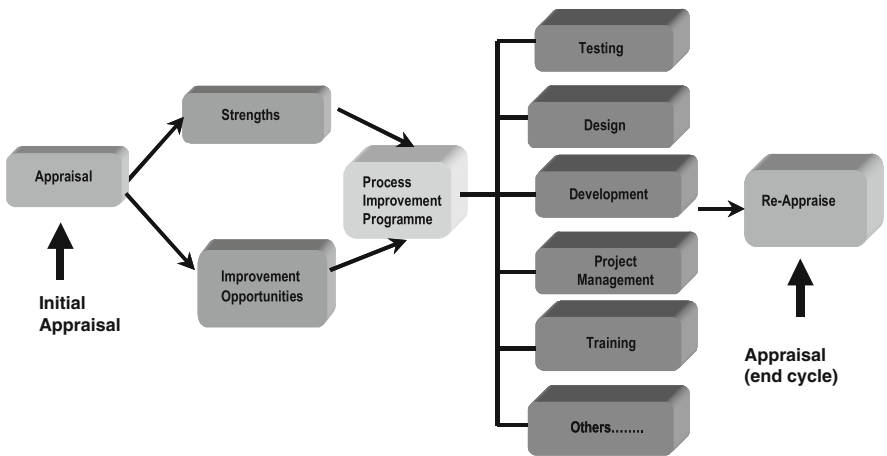 Appraisal
Initial
Appraisal
Strengths
Improvement
Opportunities
Process
Improvement
Programme
Testing
Design
Development
Project
Management
Training
Others........
Re-Appraise
Appraisal
(end cycle)